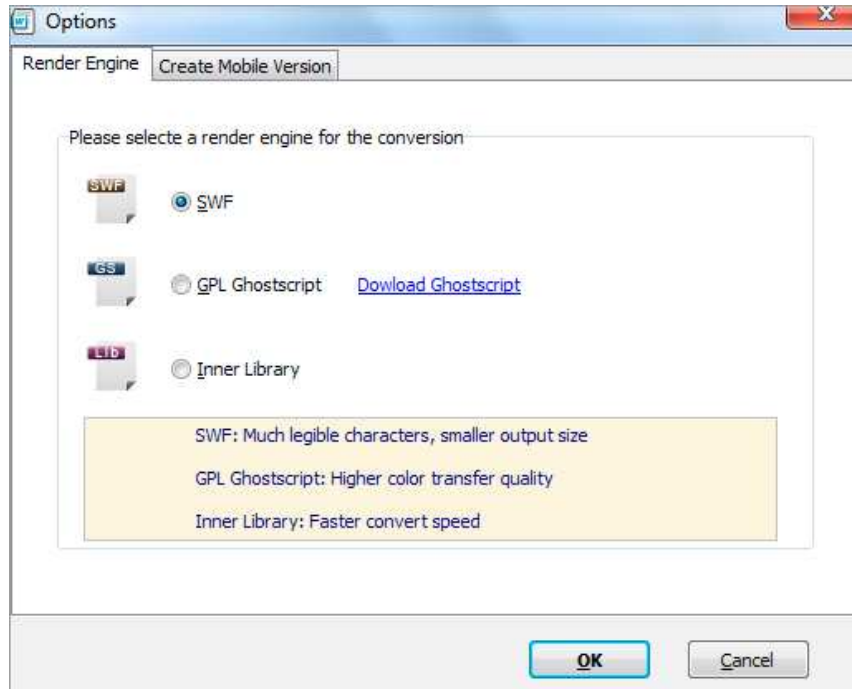 Options
Render Engine
Create Mobile Version
Please selecte a render engine for the conversion
SWF
SWF
GS
GPL Ghostscript
Dowload Ghostscript
Lib
Inner Library
SWF: Much legible characters, smaller output size
GPL Ghostscript: Higher color transfer quality
Inner Library: Faster convert speed
OK
Cancel